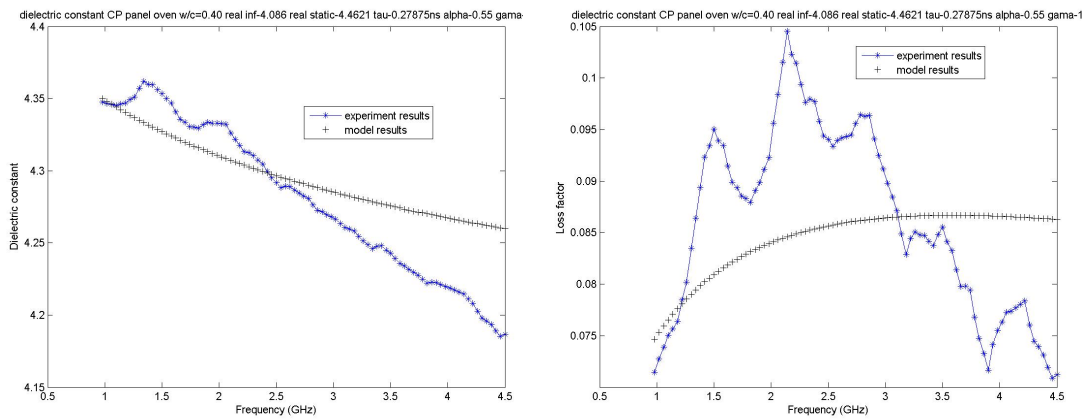 dielectric constant CP panel oven w/c=0.40 real inf-4.086 real static-4.4621 tau-0.27875ns alpha-0.55 gama-
4.4
4.35
4.3
4.25
4.2
4.15
Dielectric constant
experiment results
model results
0.5 1 1.5 2 2.5 3 3.5 4 4.5
Frequency (GHz)
dielectric constant CP panel oven w/c=0.40 real inf-4.086 real static-4.4621 tau-0.27875ns alpha-0.55 gama-1
0.105
0.1
0.095
0.09
0.085
0.08
0.075
Loss factor
experiment results
model results
0.5 1 1.5 2 2.5 3 3.5 4 4.5
Frequency (GHz)